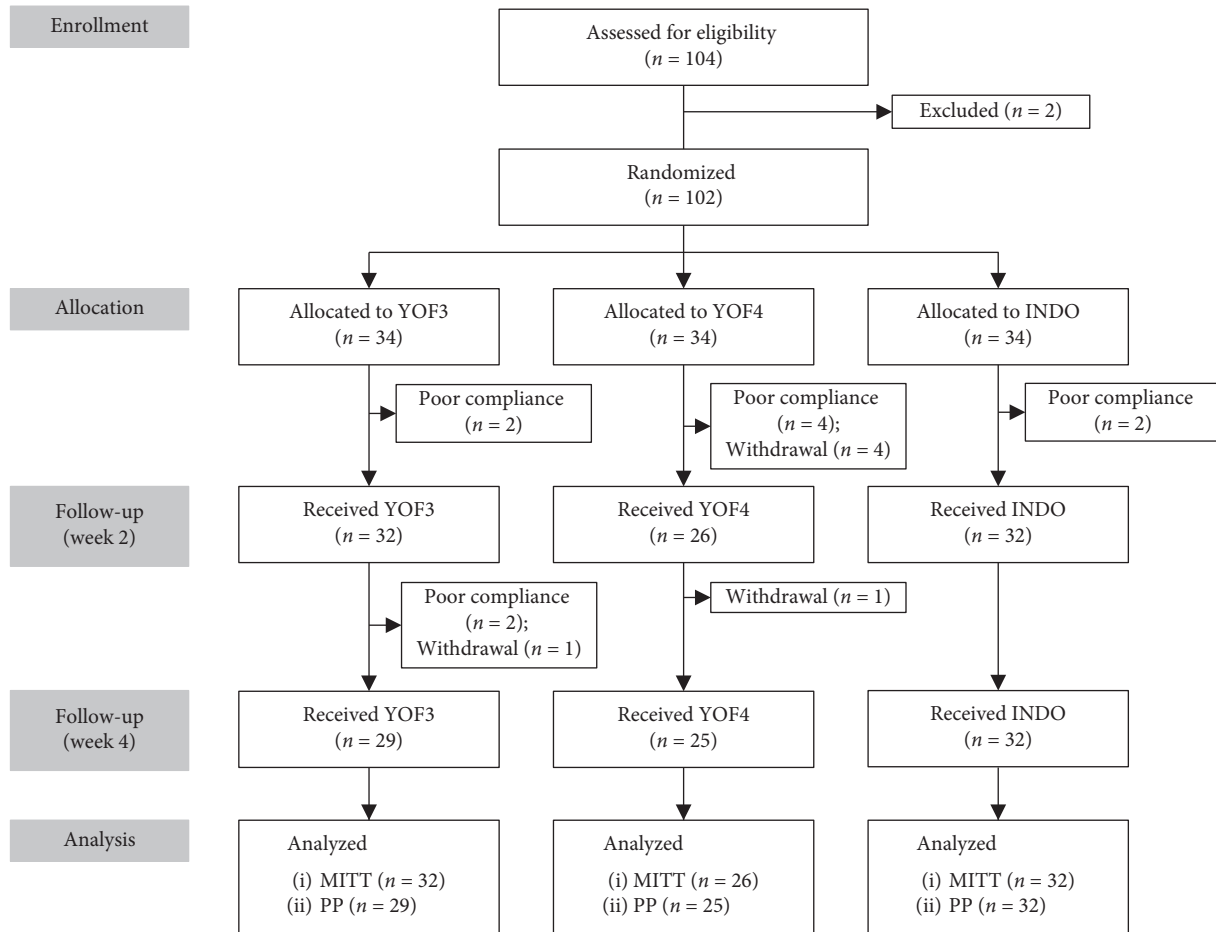 Enrollment
Assessed for eligibility
(n = 104)
Excluded (n = 2)
Randomized
(n = 102)
Allocation
Allocated to YOF3
(n = 34)
Allocated to YOF4
(n = 34)
Allocated to INDO
(n = 34)
Poor compliance
(n = 2)
Poor compliance
(n = 4);
Withdrawal (n = 4)
Poor compliance
(n = 2)
Follow-up
(week 2)
Received YOF3
(n = 32)
Received YOF4
(n = 26)
Received INDO
(n = 32)
Poor compliance
(n = 2);
Withdrawal (n = 1)
Withdrawal (n = 1)
Follow-up
(week 4)
Received YOF3
(n = 29)
Received YOF4
(n = 25)
Received INDO
(n = 32)
Analysis
Analyzed
(i) MITT (n = 32)
(ii) PP (n = 29)
Analyzed
(i) MITT (n = 26)
(ii) PP (n = 25)
Analyzed
(i) MITT (n = 32)
(ii) PP (n = 32)